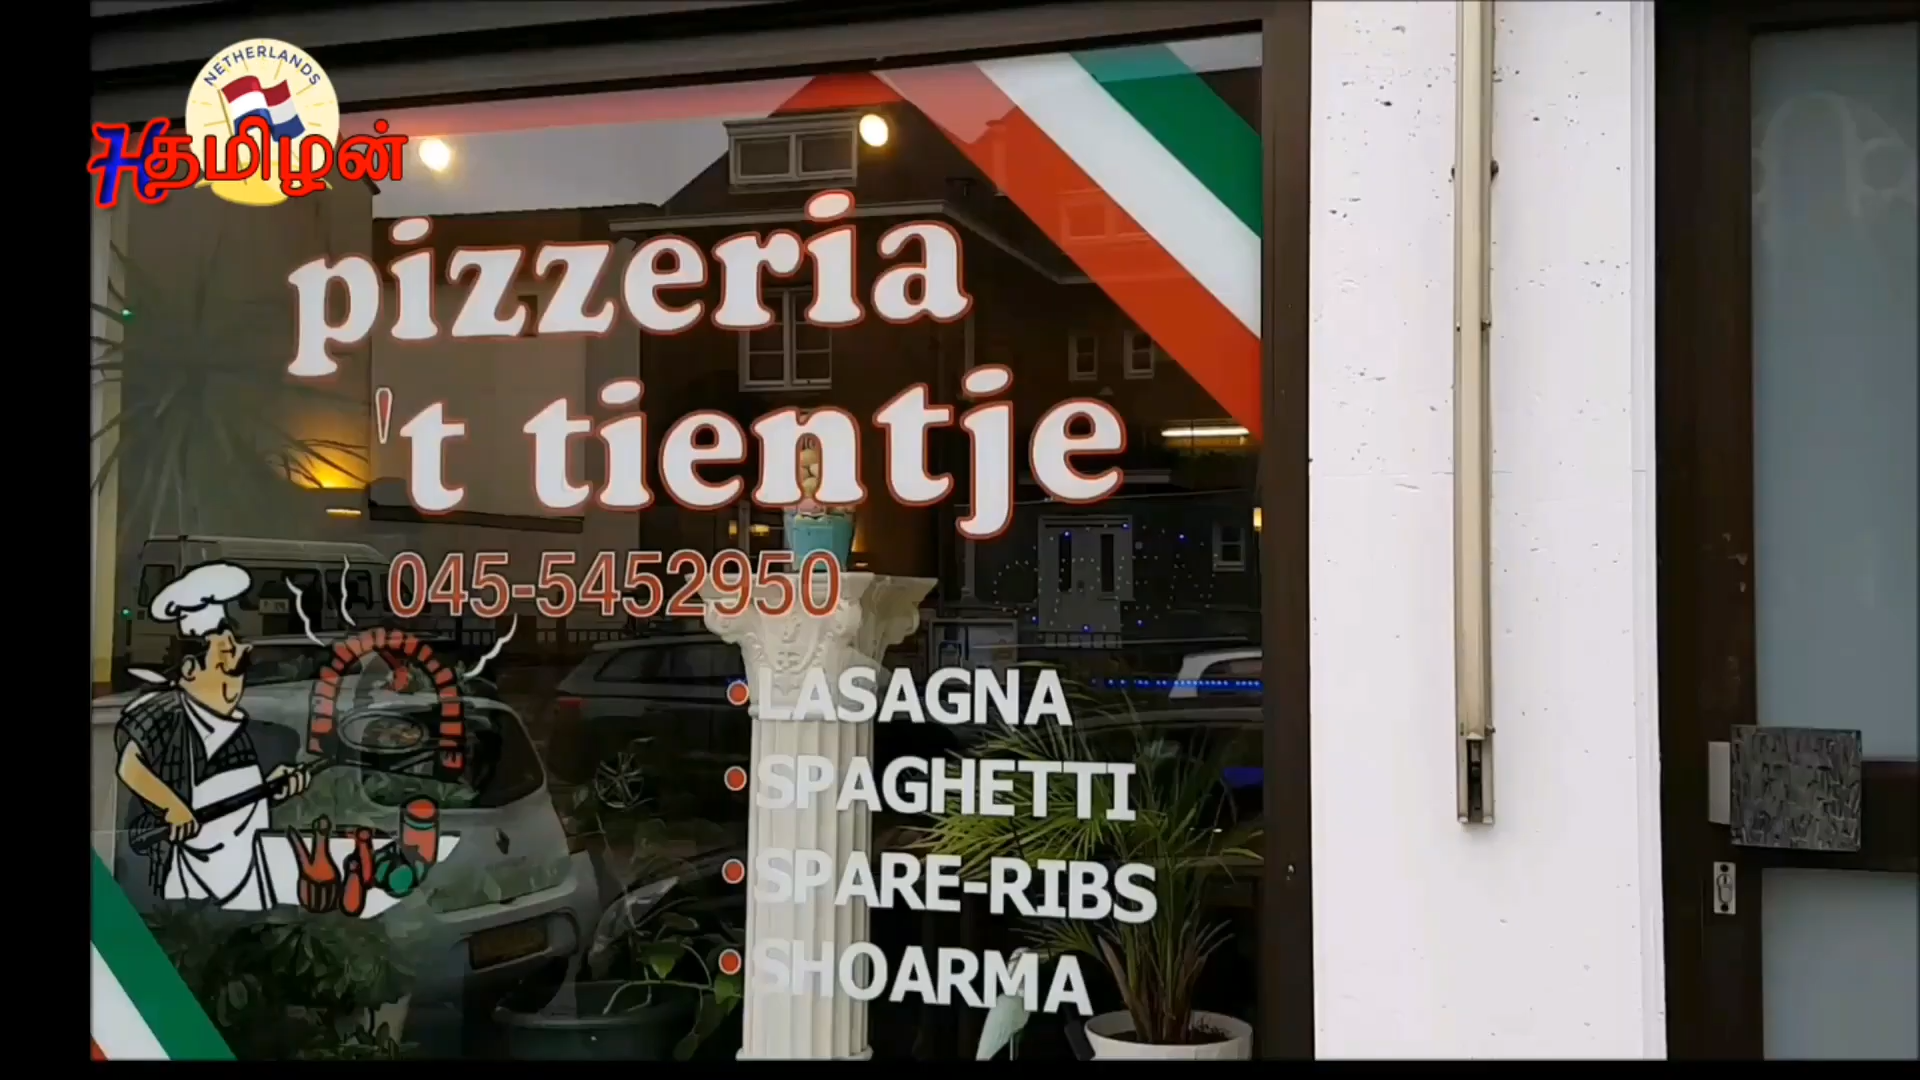 NETHERLANDS
தமிழன்
pizzeria
't tientje
045-5452950
•LASAGNA
•SPAGHETTI
•SPARE-RIBS
•SHOARMA